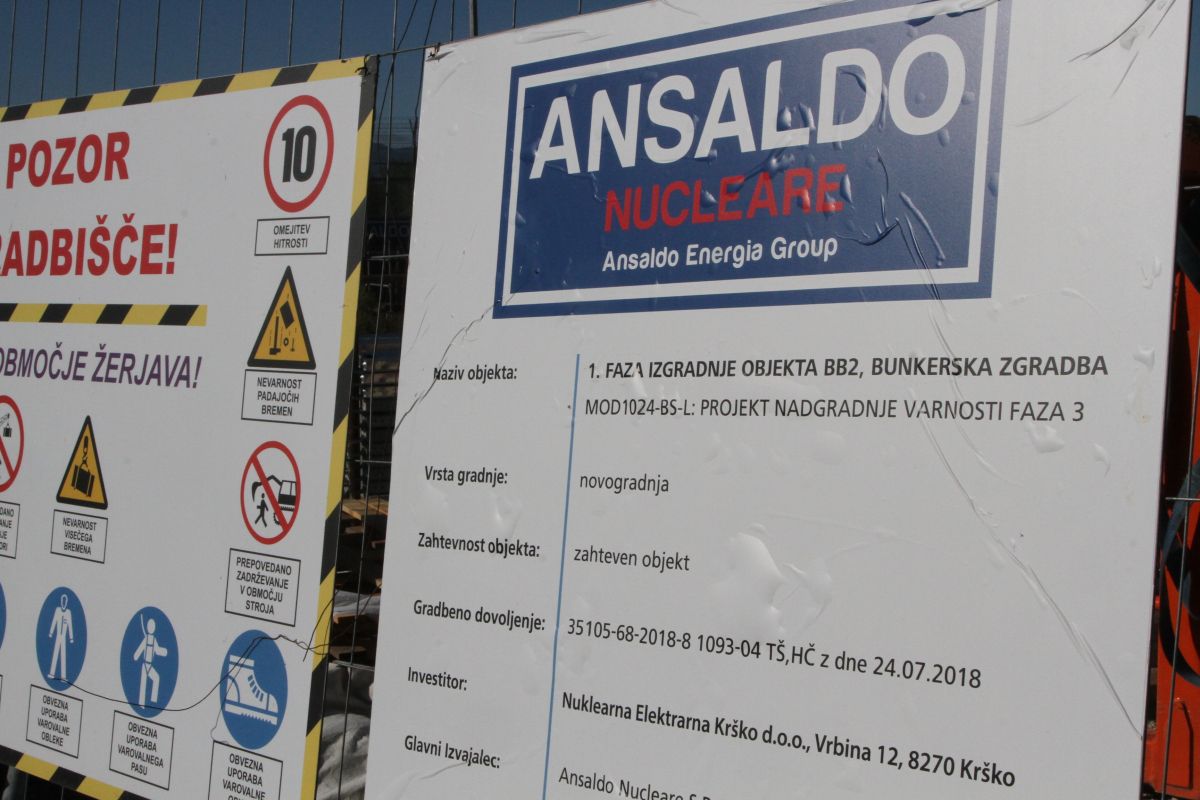 POZOR
RADBIŠČE!
OBMOČJE ŽERJAVA!
10
OMEJITEV
HITROSTI
NEVARNOST
PADAJOČIH
BREMEN
NEVARNOST
VISEČEGA
BREMENA
PREPOVEDANO
ZADRŽEVANJE
V OBMOČJU
STROJA
OBVEZNA
UPORABA
VAROVALNE
OBLEKE
OBVEZNA
UPORABA
VAROVALNEGA
PASU
OBVEZNA
UPORABA
VAROVALNE
ANSALDO
NUCLEARE
Ansaldo Energia Group
Naziv objekta: 1. FAZA IZGRADNJE OBJEKTA BB2, BUNKERSKA ZGRADBA
MOD1024-BS-L: PROJEKT NADGRADNJE VARNOSTI FAZA 3
Vrsta gradnje: novogradnja
Zahtevnost objekta: zahteven objekt
Gradbeno dovoljenje: 35105-68-2018-8 1093-04 TŠ,HČ z dne 24.07.2018
Investitor: Nuklearna Elektrarna Krško d.o.o., Vrbina 12, 8270 Krško
Glavni Izvajalec: Ansaldo Nucleare S